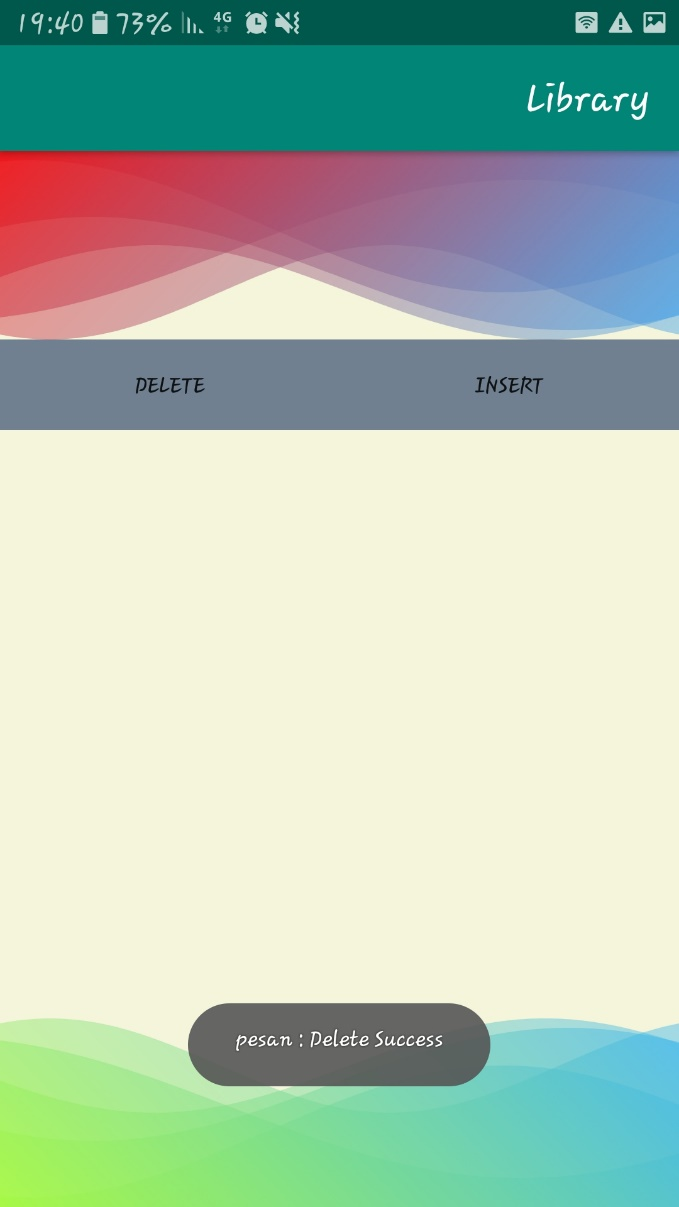 19:40 73% 4G
Library
DELETE INSERT
pesan : Delete Success